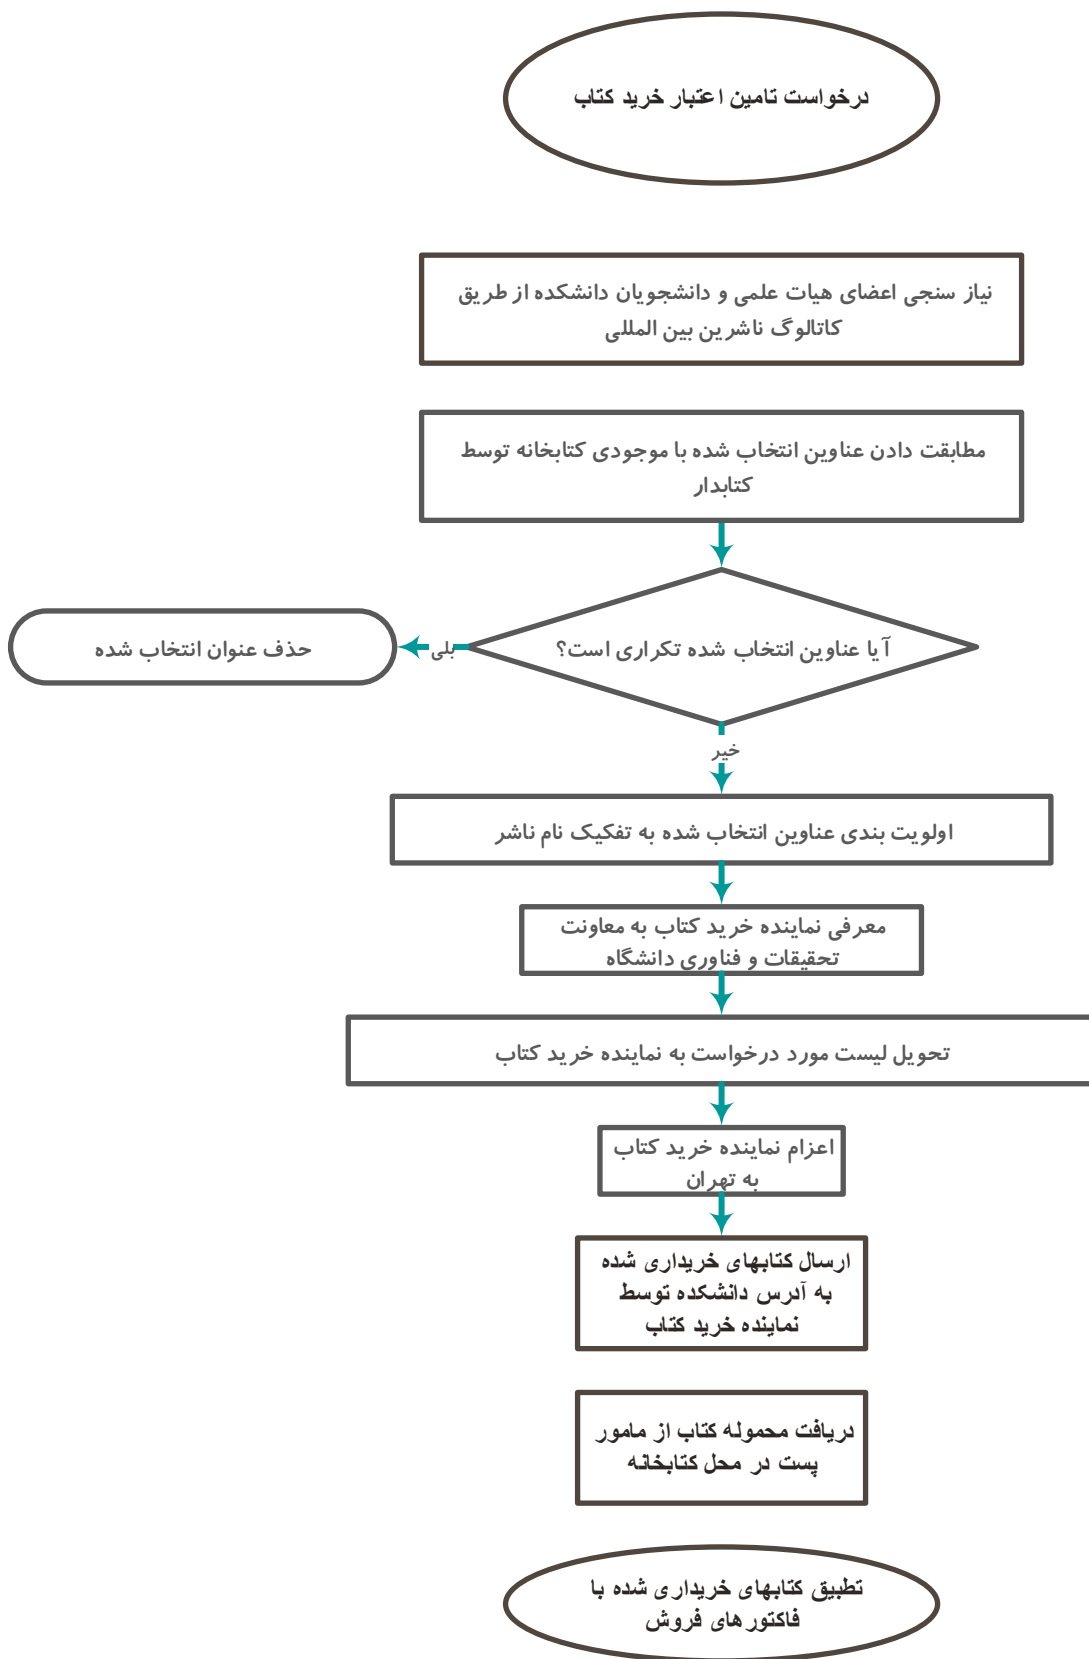 درخواست تامین اعتبار خرید کتاب
نیاز سنجی اعضای هیات علمی و دانشجویان دانشکده از طریق
کاتالوگ ناشرین بین المللی
مطابقت دادن عناوین انتخاب شده با موجودی کتابخانه توسط
کتابدار
آیا عناوین انتخاب شده تکراری است؟
بلی
حذف عنوان انتخاب شده
خیر
اولویت بندی عناوین انتخاب شده به تفکیک نام ناشر
معرفی نماینده خرید کتاب به معاونت
تحقیقات و فناوری دانشگاه
تحویل لیست مورد درخواست به نماینده خرید کتاب
اعزام نماینده خرید کتاب
به تهران
ارسال کتابهای خریداری شده
به آدرس دانشکده توسط
نماینده خرید کتاب
دریافت محموله کتاب از مامور
پست در محل کتابخانه
تطبیق کتابهای خریداری شده با
فاکتورهای فروش